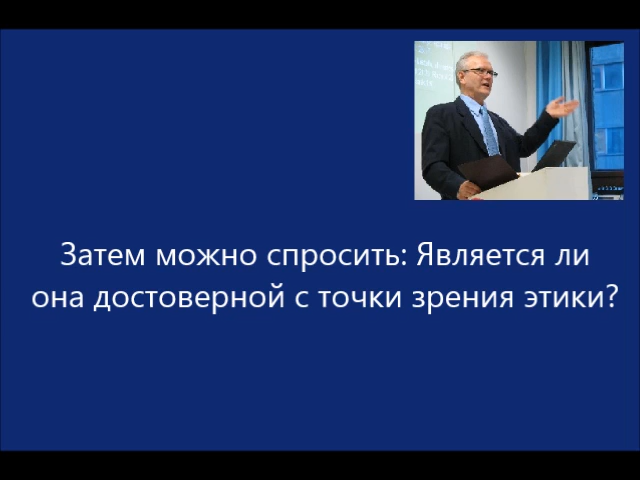 Затем можно спросить: Является ли
она достоверной с точки зрения этики?